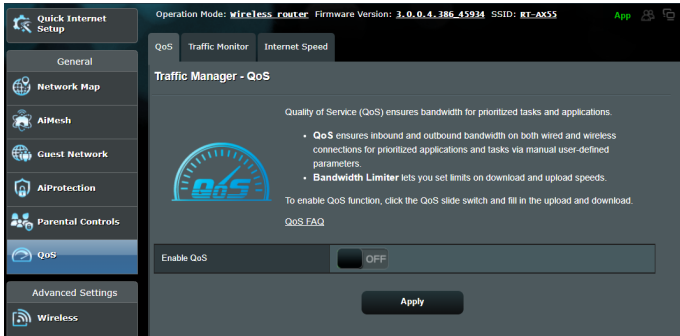 Quick Internet
Setup
Operation Mode: Wireless router Firmware Version: 3.0.0.4.386_45934 SSID: RT-AX55
App
QoS
Traffic Monitor
Internet Speed
General
Network Map
AiMesh
Guest Network
AiProtection
Parental Controls
QoS
Advanced Settings
Wireless
Traffic Manager - QoS
Quality of Service (QoS) ensures bandwidth for prioritized tasks and applications.
QoS
• QoS ensures inbound and outbound bandwidth on both wired and wireless
connections for prioritized applications and tasks via manual user-defined
parameters.
• Bandwidth Limiter lets you set limits on download and upload speeds.
To enable QoS function, click the QoS slide switch and fill in the upload and download.
QoS FAQ
Enable QoS
OFF
Apply